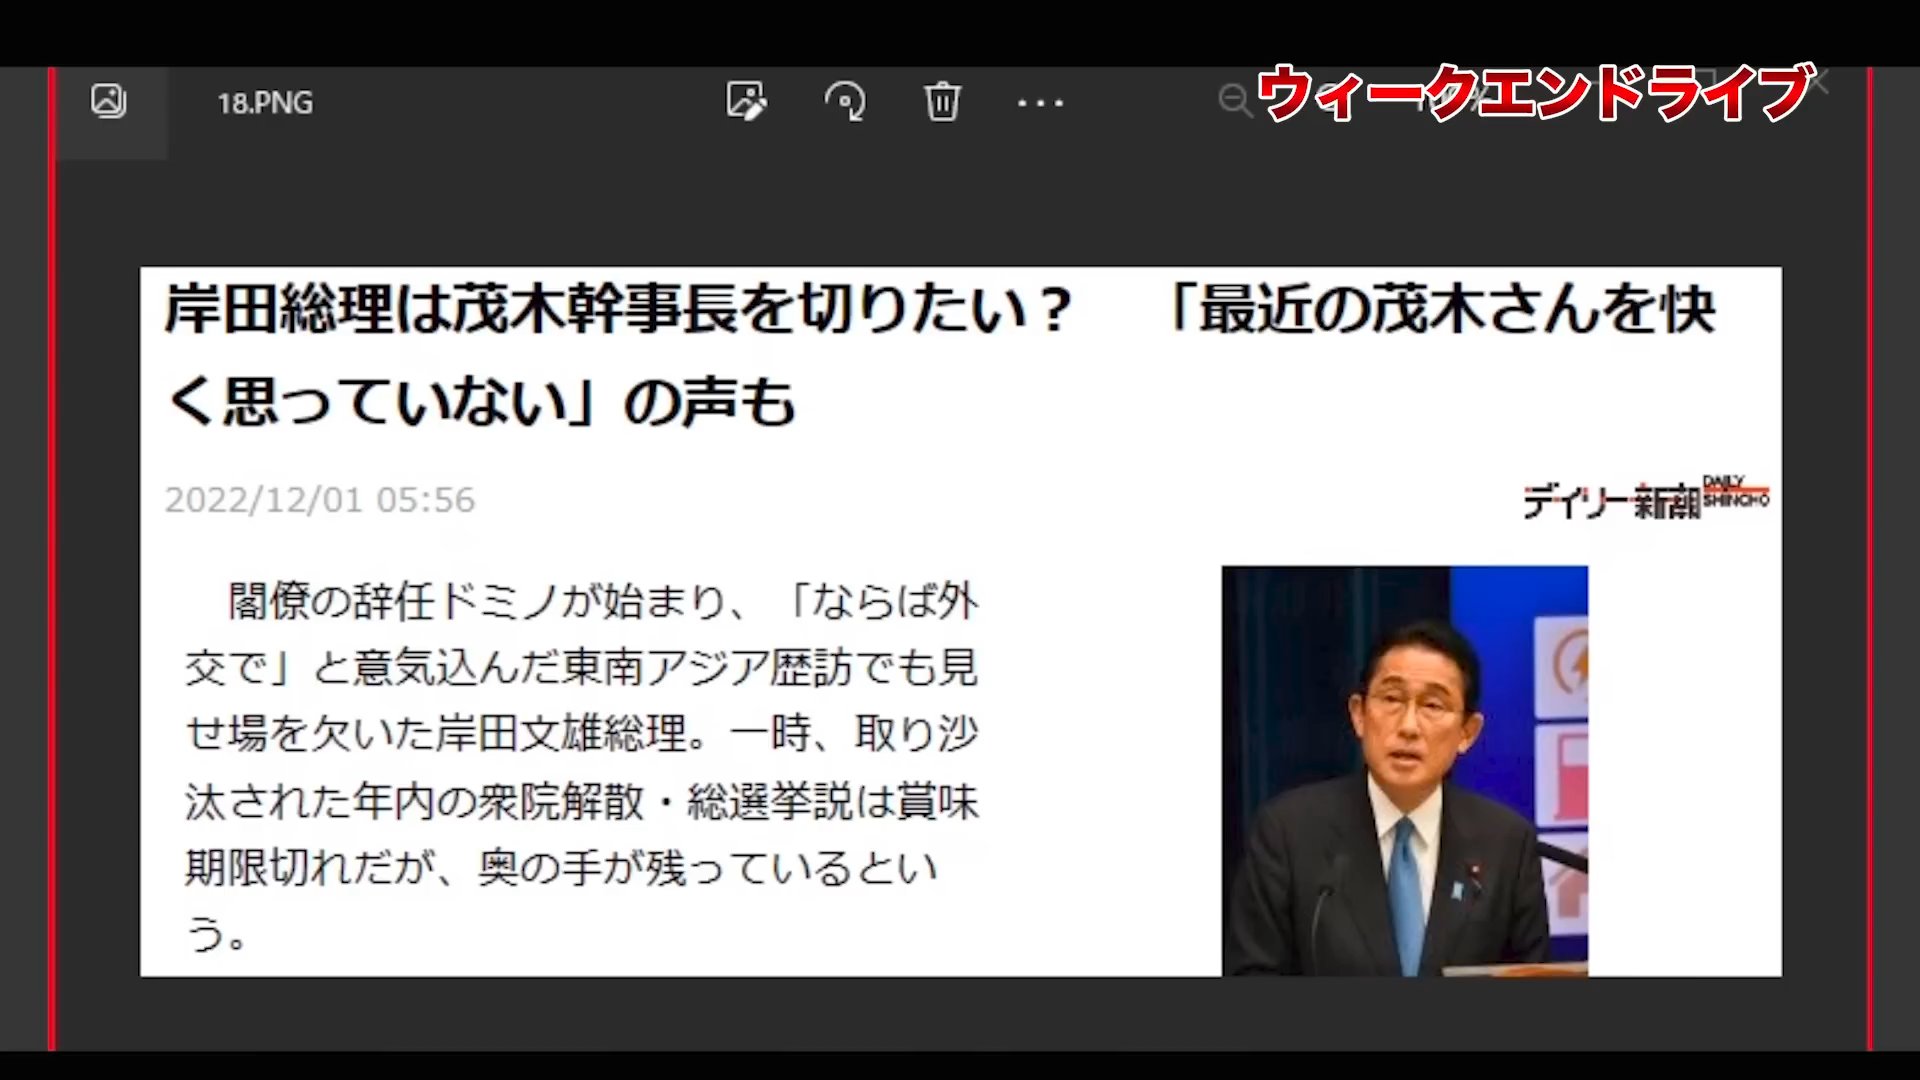 18.PNG
ウィークエンドライブ
岸田総理は茂木幹事長を切りたい？　「最近の茂木さんを快
く思っていない」の声も
2022/12/01 05:56
デイリー新潮 DAILY
SHINCHO
閣僚の辞任ドミノが始まり、「ならば外
交で」と意気込んだ東南アジア歴訪でも見
せ場を欠いた岸田文雄総理。一時、取り沙
汰された年内の衆院解散・総選挙説は賞味
期限切れだが、奥の手が残っているとい
う。